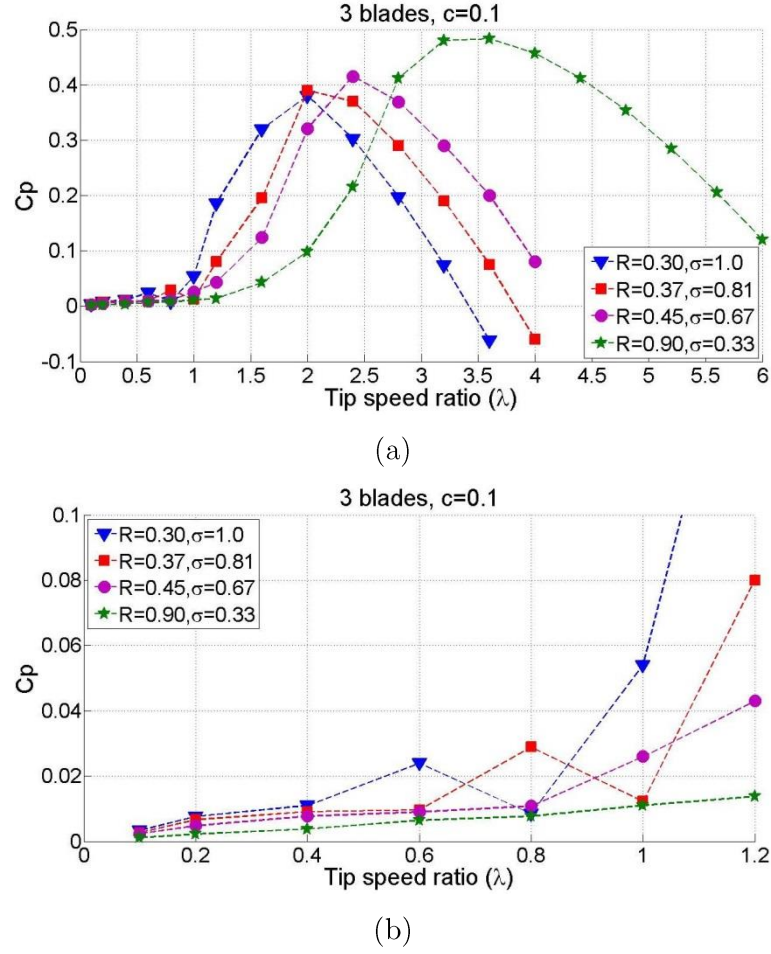 3 blades, c=0.1
0.5
0.4
0.3
0.2
0.1
0
-0.1
Cp
0 0.5 1 1.5 2 2.5 3 3.5 4 4.5 5 5.5 6
Tip speed ratio (λ)
R=0.30,σ=1.0
R=0.37,σ=0.81
R=0.45,σ=0.67
R=0.90,σ=0.33
(a)
3 blades, c=0.1
0.1
0.08
0.06
0.04
0.02
0
Cp
R=0.30,σ=1.0
R=0.37,σ=0.81
R=0.45,σ=0.67
R=0.90,σ=0.33
0 0.2 0.4 0.6 0.8 1 1.2
Tip speed ratio (λ)
(b)